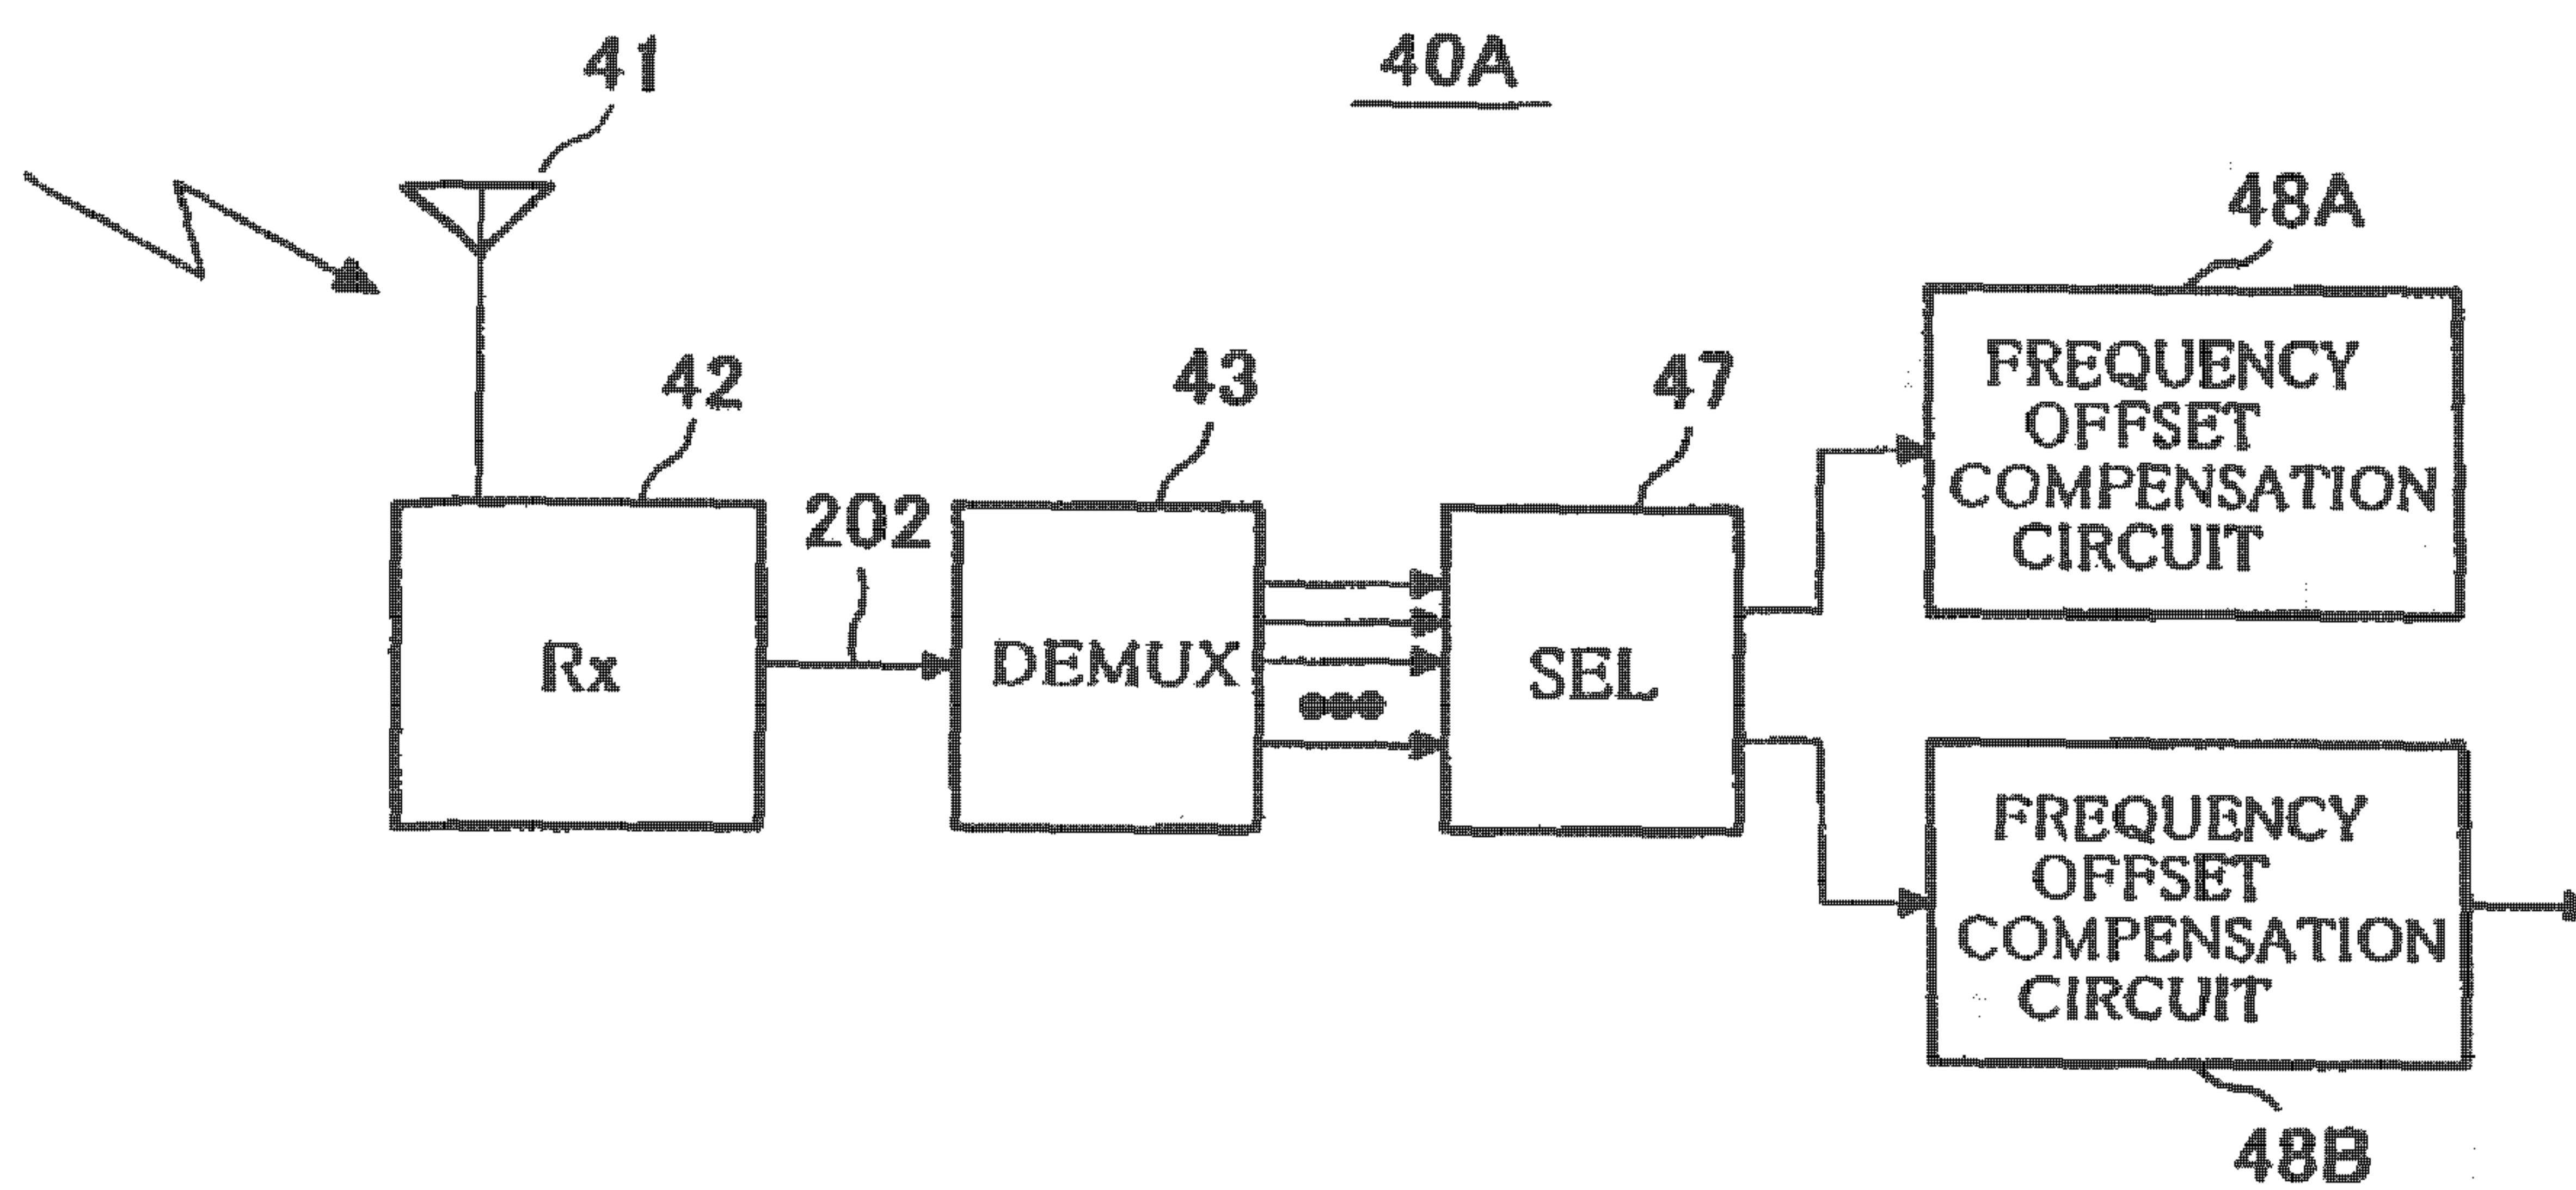 41
40A
48A
FREQUENCY
OFFSET
COMPENSATION
CIRCUIT
42
43
47
202
Rx
DEMUX
SEL
FREQUENCY
OFFSET
COMPENSATION
CIRCUIT
48B